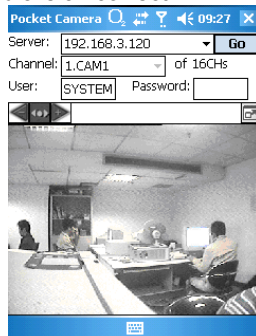 Pocket Camera 09:27
Server: 192.168.3.120 Go
Channel: 1.CAM1 of 16CHs
User: SYSTEM Password: